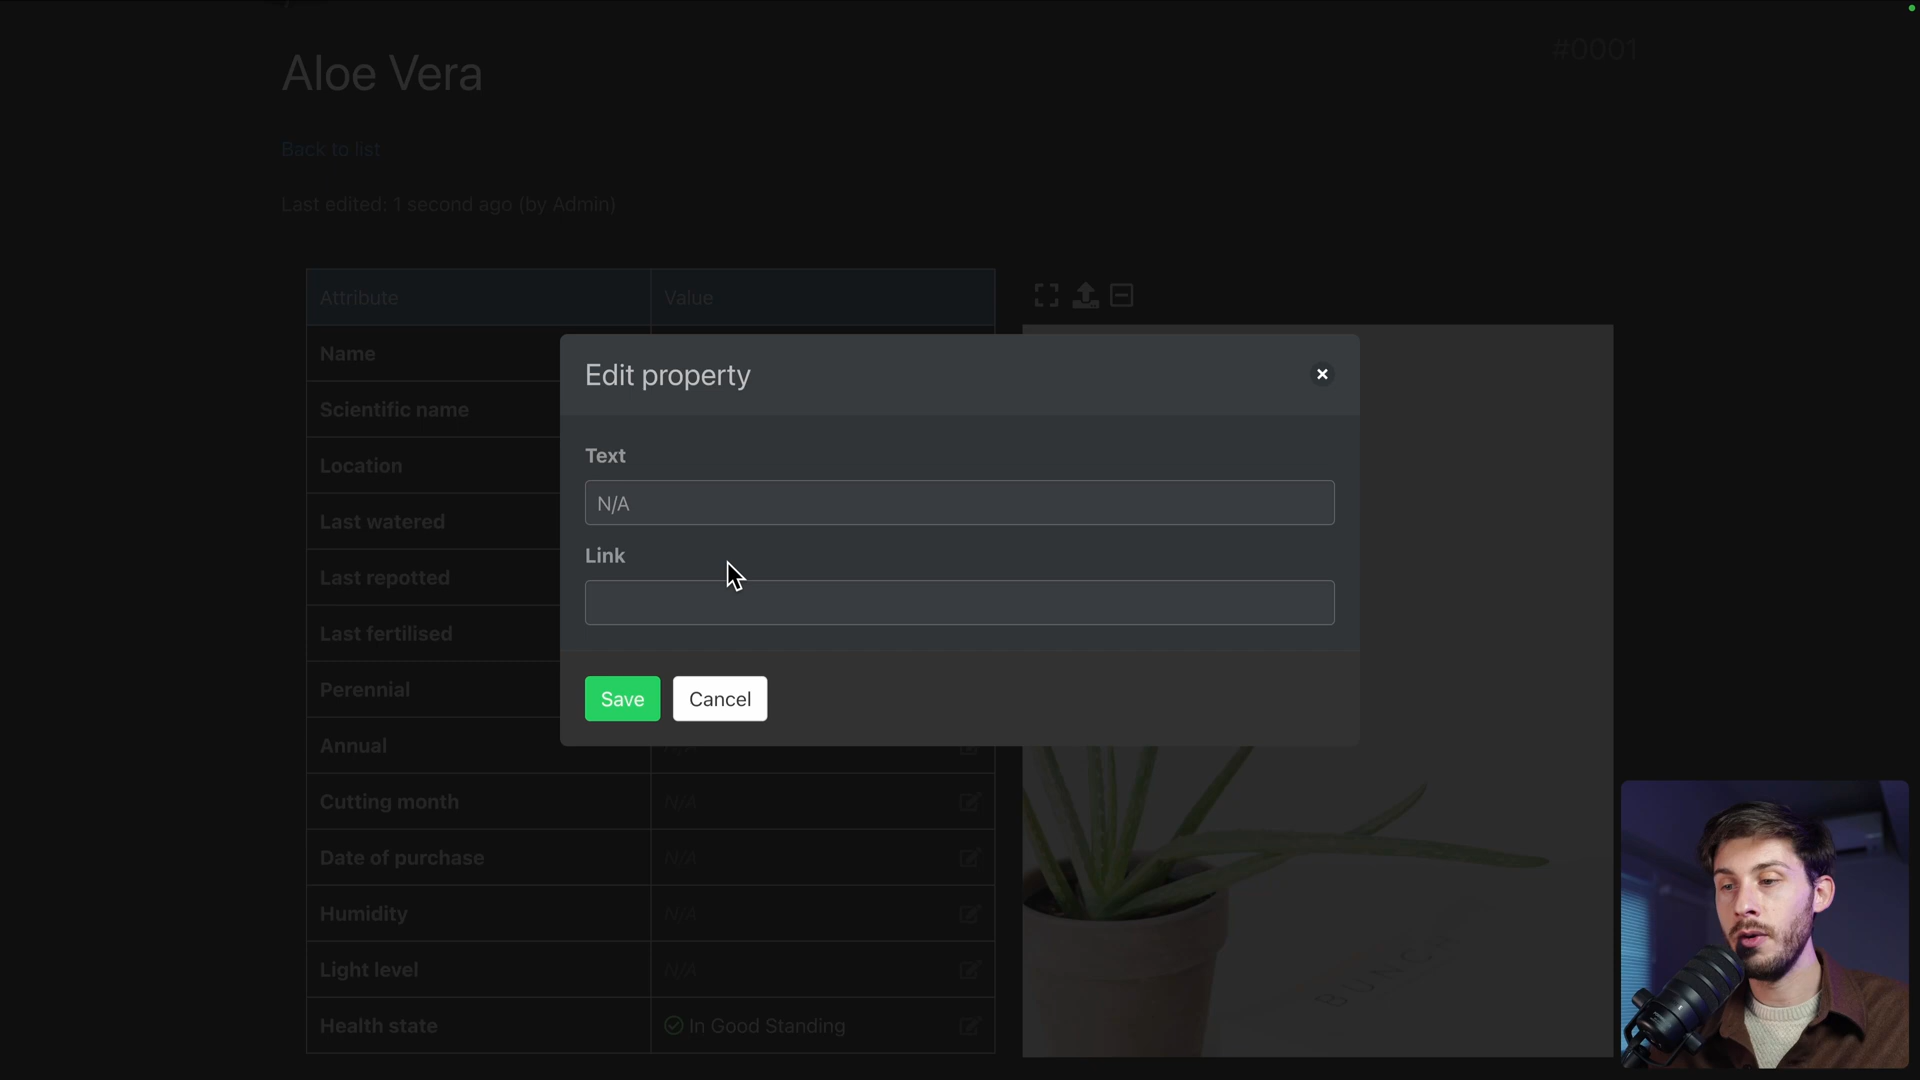 Aloe Vera
#0001
Back to list
Last edited: 1 second ago (by Admin)
Attribute Value
Name
Scientific name
Location
Last watered
Last repotted
Last fertilised
Perennial
Annual
Edit property
Text
N/A
Link
Save Cancel
Cutting month N/A
Date of purchase N/A
Humidity N/A
Light level N/A
Health state In Good Standing